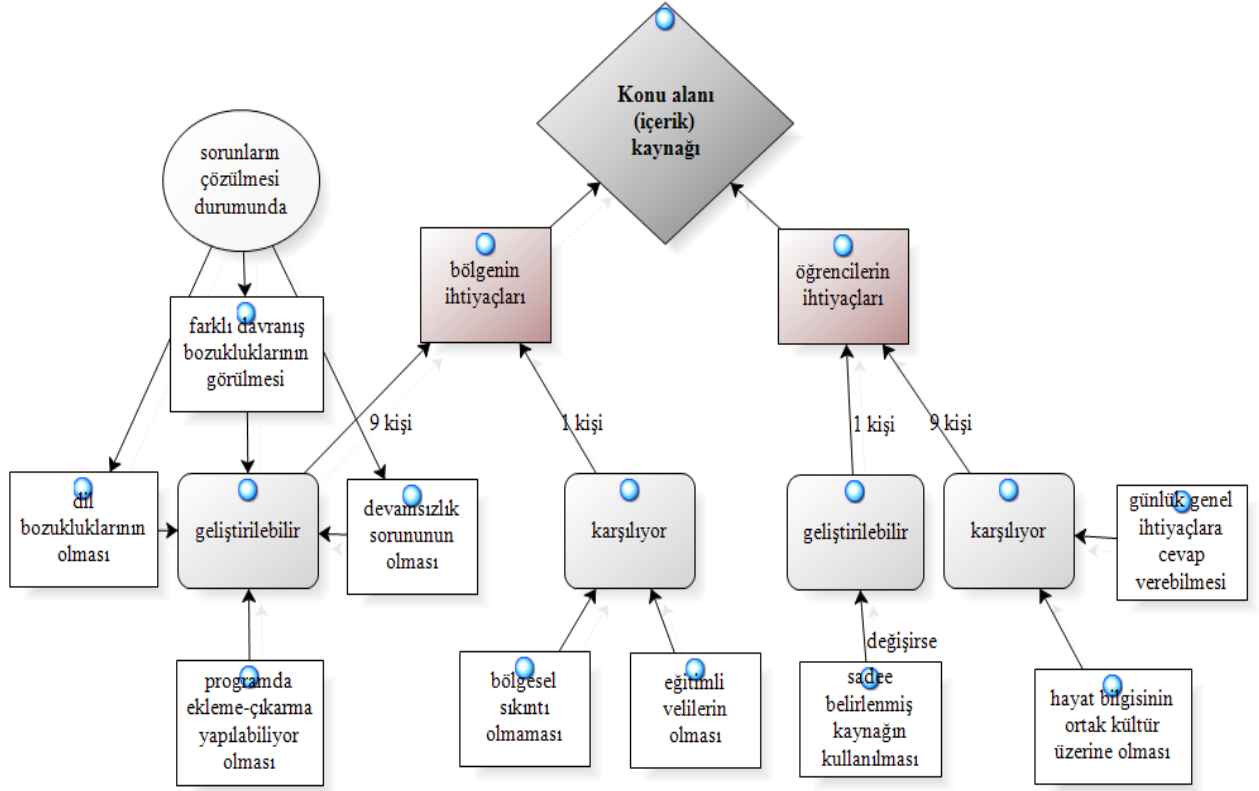 Konu alanı
(içerik)
kaynağı
sorunların
çözülmesi
durumunda
bölgenin
ihtiyaçları
öğrencilerin
ihtiyaçları
farklı davranış
bozukluklarının
görülmesi
9 kişi
1 kişi
1 kişi
9 kişi
dil
bozukluklarının
olması
geliştirilebilir
devamsızlık
sorununun
olması
karşılıyor
geliştirilebilir
karşılıyor
günlük genel
ihtiyaçlara
cevap
verebilmesi
değişirse
programda
ekleme-çıkarma
yapılabiliyor
olması
bölgesel
sıkıntı
olmaması
eğitimli
velilerin
olması
sadee
belirlenmiş
kaynağın
kullanılması
hayat bilgisinin
ortak kültür
üzerine olması